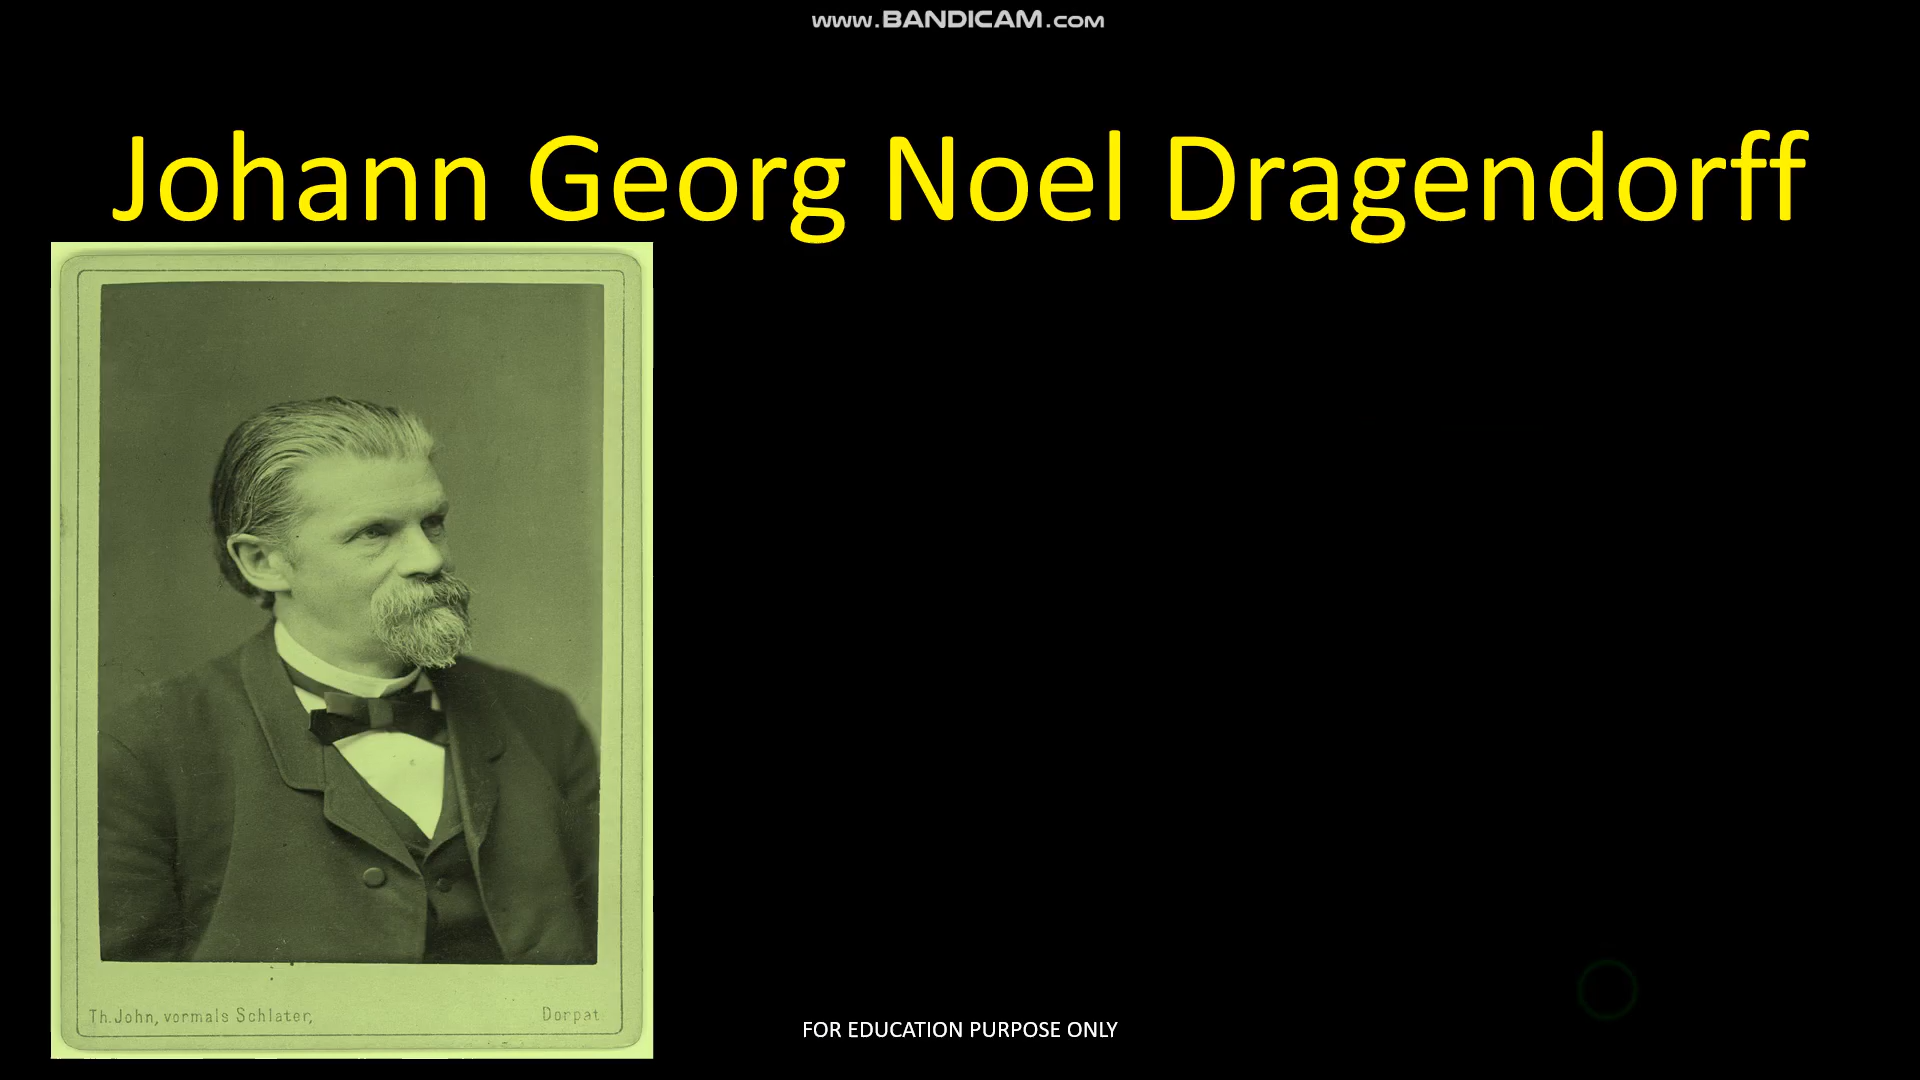 www.BANDICAM.com
Johann Georg Noel Dragendorff
Th.John, vormals Schlater,
Dorpat
FOR EDUCATION PURPOSE ONLY